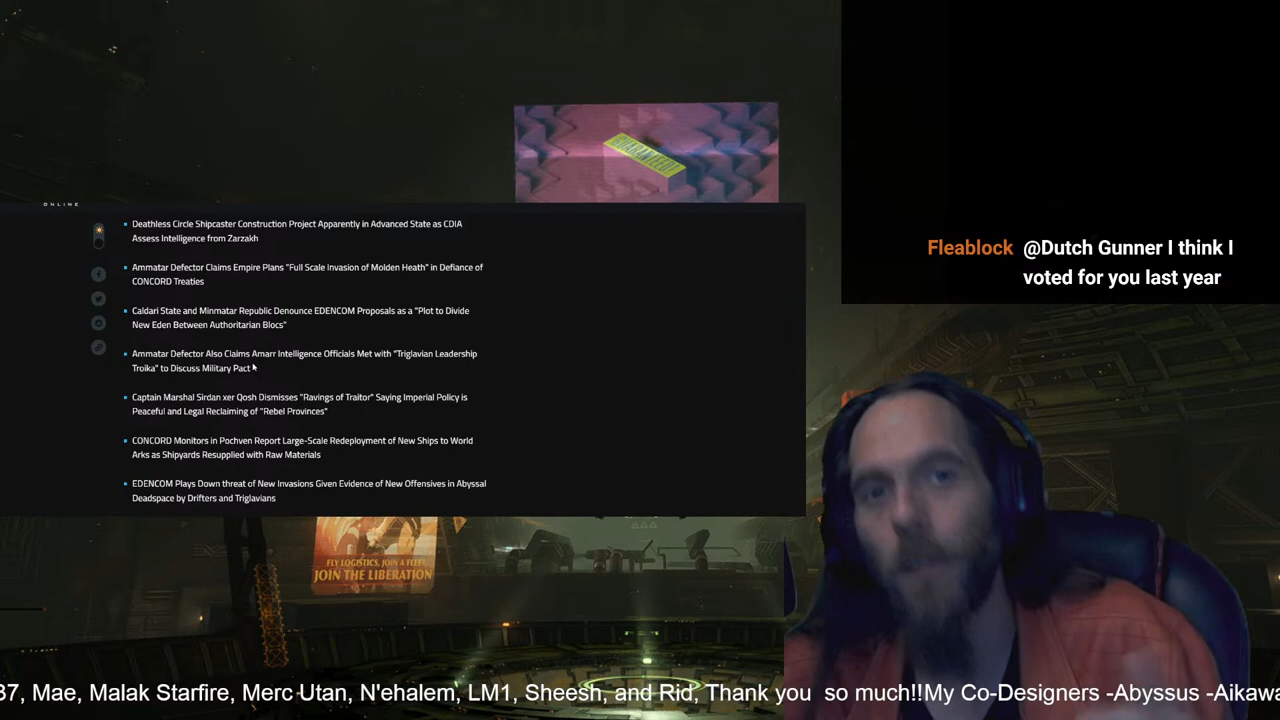 GUARANTEED!
ONLINE
Deathless Circle Shipcaster Construction Project Apparently in Advanced State as CDIA
Assess Intelligence from Zarzakh
Ammatar Defector Claims Empire Plans "Full Scale Invasion of Molden Heath" in Defiance of
CONCORD Treaties
Caldari State and Minmatar Republic Denounce EDENCOM Proposals as a "Plot to Divide
New Eden Between Authoritarian Blocs"
Ammatar Defector Also Claims Amarr Intelligence Officials Met with "Triglavian Leadership
Troika" to Discuss Military Pact
Captain Marshal Sirdan xer Qosh Dismisses "Ravings of Traitor" Saying Imperial Policy is
Peaceful and Legal Reclaiming of "Rebel Provinces"
CONCORD Monitors in Pochven Report Large-Scale Redeployment of New Ships to World
Arks as Shipyards Resupplied with Raw Materials
EDENCOM Plays Down threat of New Invasions Given Evidence of New Offensives in Abyssal
Deadspace by Drifters and Triglavians
Fleablock @Dutch Gunner I think I
voted for you last year
FLY LOGISTICS, JOIN A FLEET,
JOIN THE LIBERATION
37, Mae, Malak Starfire, Merc Utan, N'ehalem, LM1, Sheesh, and Rid, Thank you so much!!My Co-Designers -Abyssus -Aikawa